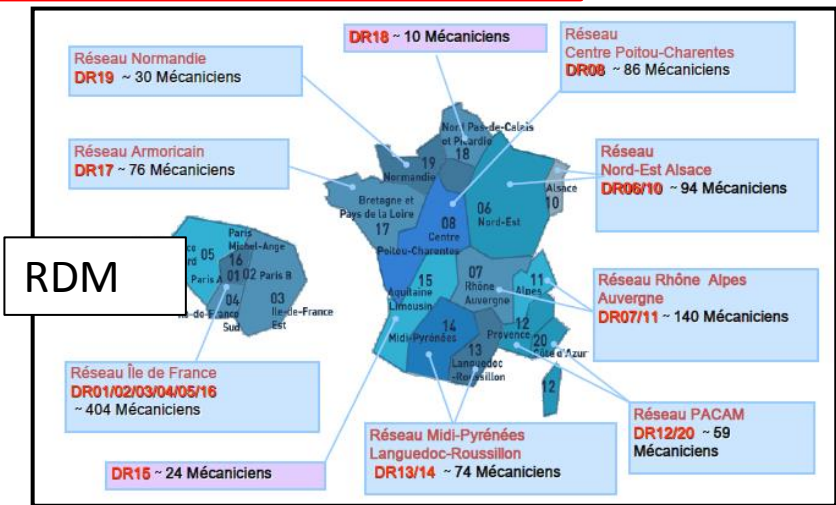 DR18 ~ 10 Mécaniciens
Réseau
Centre Poitou-Charentes
DR08 ~ 86 Mécaniciens
Réseau Normandie
DR19 ~ 30 Mécaniciens
Réseau Armoricain
DR17 ~ 76 Mécaniciens
Réseau
Nord-Est Alsace
DR06/10 ~ 94 Mécaniciens
Nord Pas-de-Calais
et Picardie
18
19
Normandie
Alsace
10
Bretagne et
Pays de la Loire
17
08
Centre
Poitou-Charentes
06
Nord-Est
RDM
05
Paris
Michel-Ange
16
Paris A
01
02 Paris B
04
Sud
03
Ile-de-France
Est
15
Aquitaine
Limousin
07
Rhône
Auvergne
11
Alpes
14
Midi-Pyrénées
13
Languedoc
-Roussillon
12
Provence
20
Côte d'Azur
12
Réseau Rhône Alpes
Auvergne
DR07/11 ~ 140 Mécaniciens
Réseau Île de France
DR01/02/03/04/05/16
~ 404 Mécaniciens
Réseau PACAM
DR12/20 ~ 59
Mécaniciens
Réseau Midi-Pyrénées
Languedoc-Roussillon
DR13/14 ~ 74 Mécaniciens
DR15 ~ 24 Mécaniciens